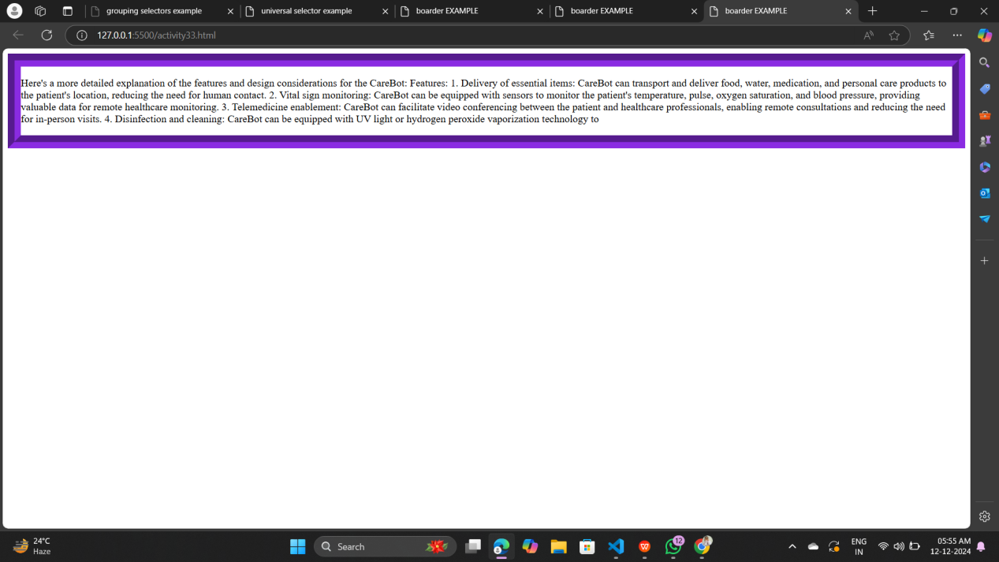 grouping selectors example
universal selector example
boarder EXAMPLE
boarder EXAMPLE
boarder EXAMPLE
127.0.0.1:5500/activity33.html
Here's a more detailed explanation of the features and design considerations for the CareBot: Features: 1. Delivery of essential items: CareBot can transport and deliver food, water, medication, and personal care products to
the patient's location, reducing the need for human contact. 2. Vital sign monitoring: CareBot can be equipped with sensors to monitor the patient's temperature, pulse, oxygen saturation, and blood pressure, providing
valuable data for remote healthcare monitoring. 3. Telemedicine enablement: CareBot can facilitate video conferencing between the patient and healthcare professionals, enabling remote consultations and reducing the need
for in-person visits. 4. Disinfection and cleaning: CareBot can be equipped with UV light or hydrogen peroxide vaporization technology to
24°C
Haze
Search
12
ENG
IN
05:55 AM
12-12-2024